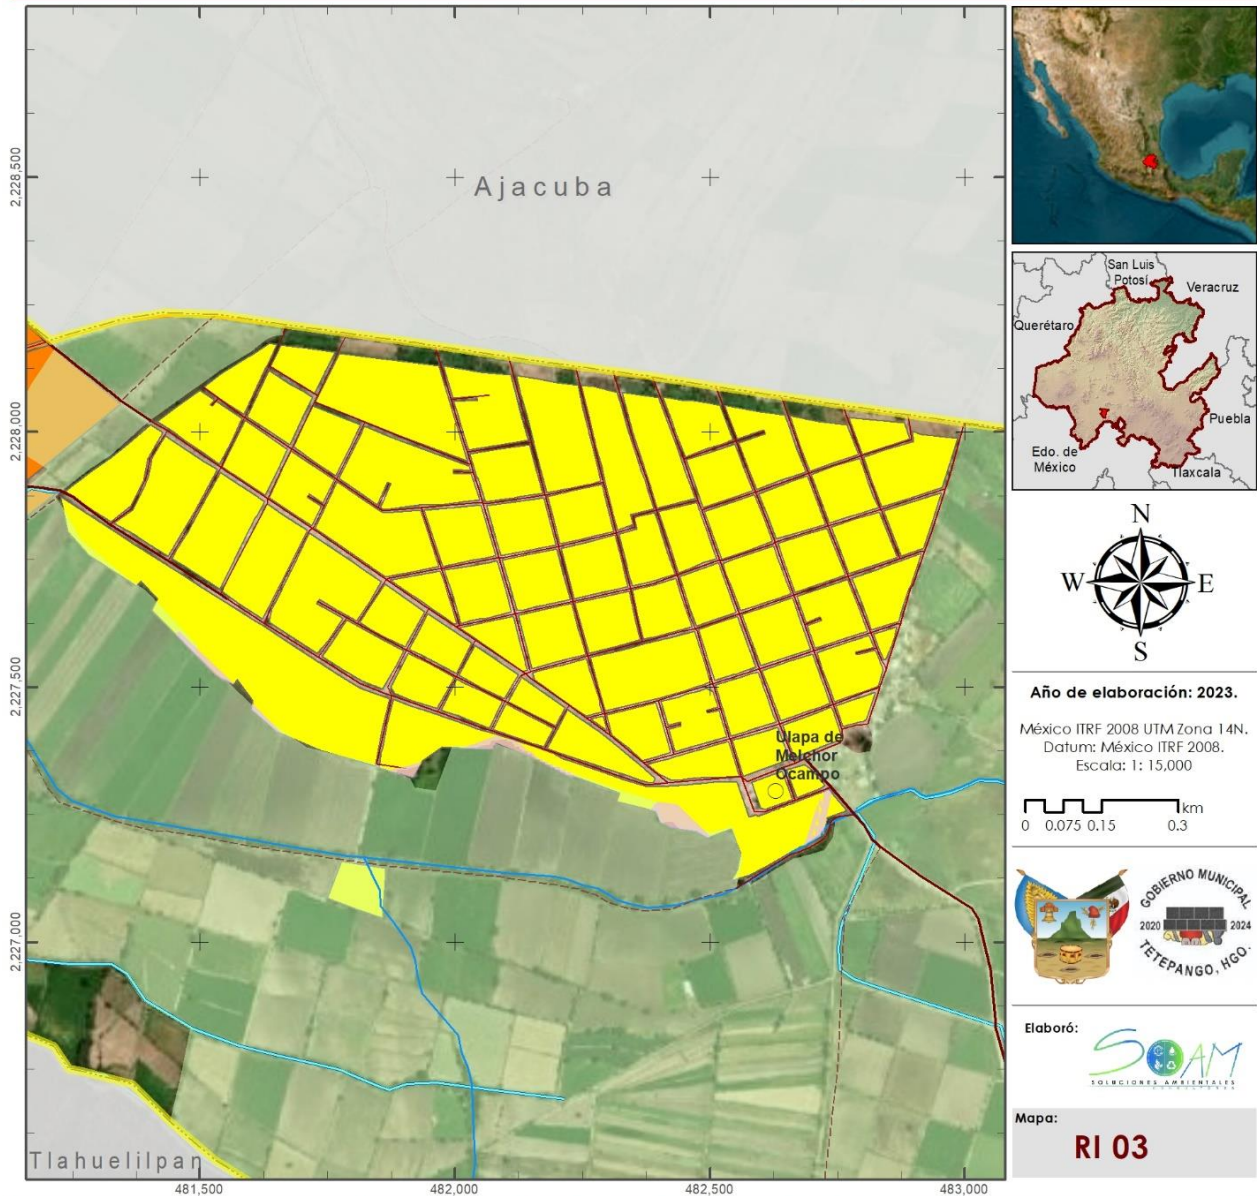 2,228,500
2,228,000
2,227,500
2,227,000
Ajacuba
Ulapa de
Melchor
Ocampo
Tlahuelilpan
481,500
482,000
482,500
483,000
San Luis
Potosí
Veracruz
Querétaro
Puebla
Edo. de
México
Tlaxcala
N
W
E
S
Año de elaboración: 2023.
México ITRF 2008 UTM Zona 14N.
Datum: México ITRF 2008.
Escala: 1: 15,000
km
0 0.075 0.15 0.3
GOBIERNO MUNICIPAL
2020 2024
TETEPANGO, HGO.
Elaboró:
SOAM
SOLUCIONES AMBIENTALES
Mapa:
RI 03